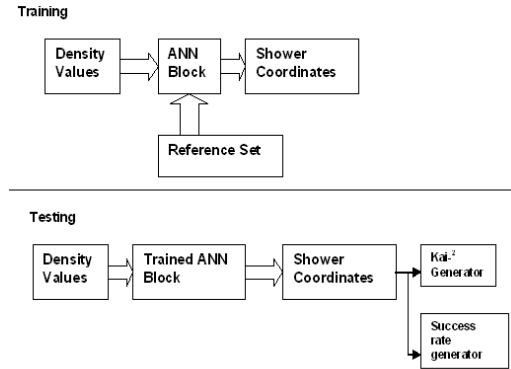 Training
Density
Values
ANN
Block
Shower
Coordinates
Reference Set
Testing
Density
Values
Trained ANN
Block
Shower
Coordinates
Kai-²
Generator
Success
rate
generator